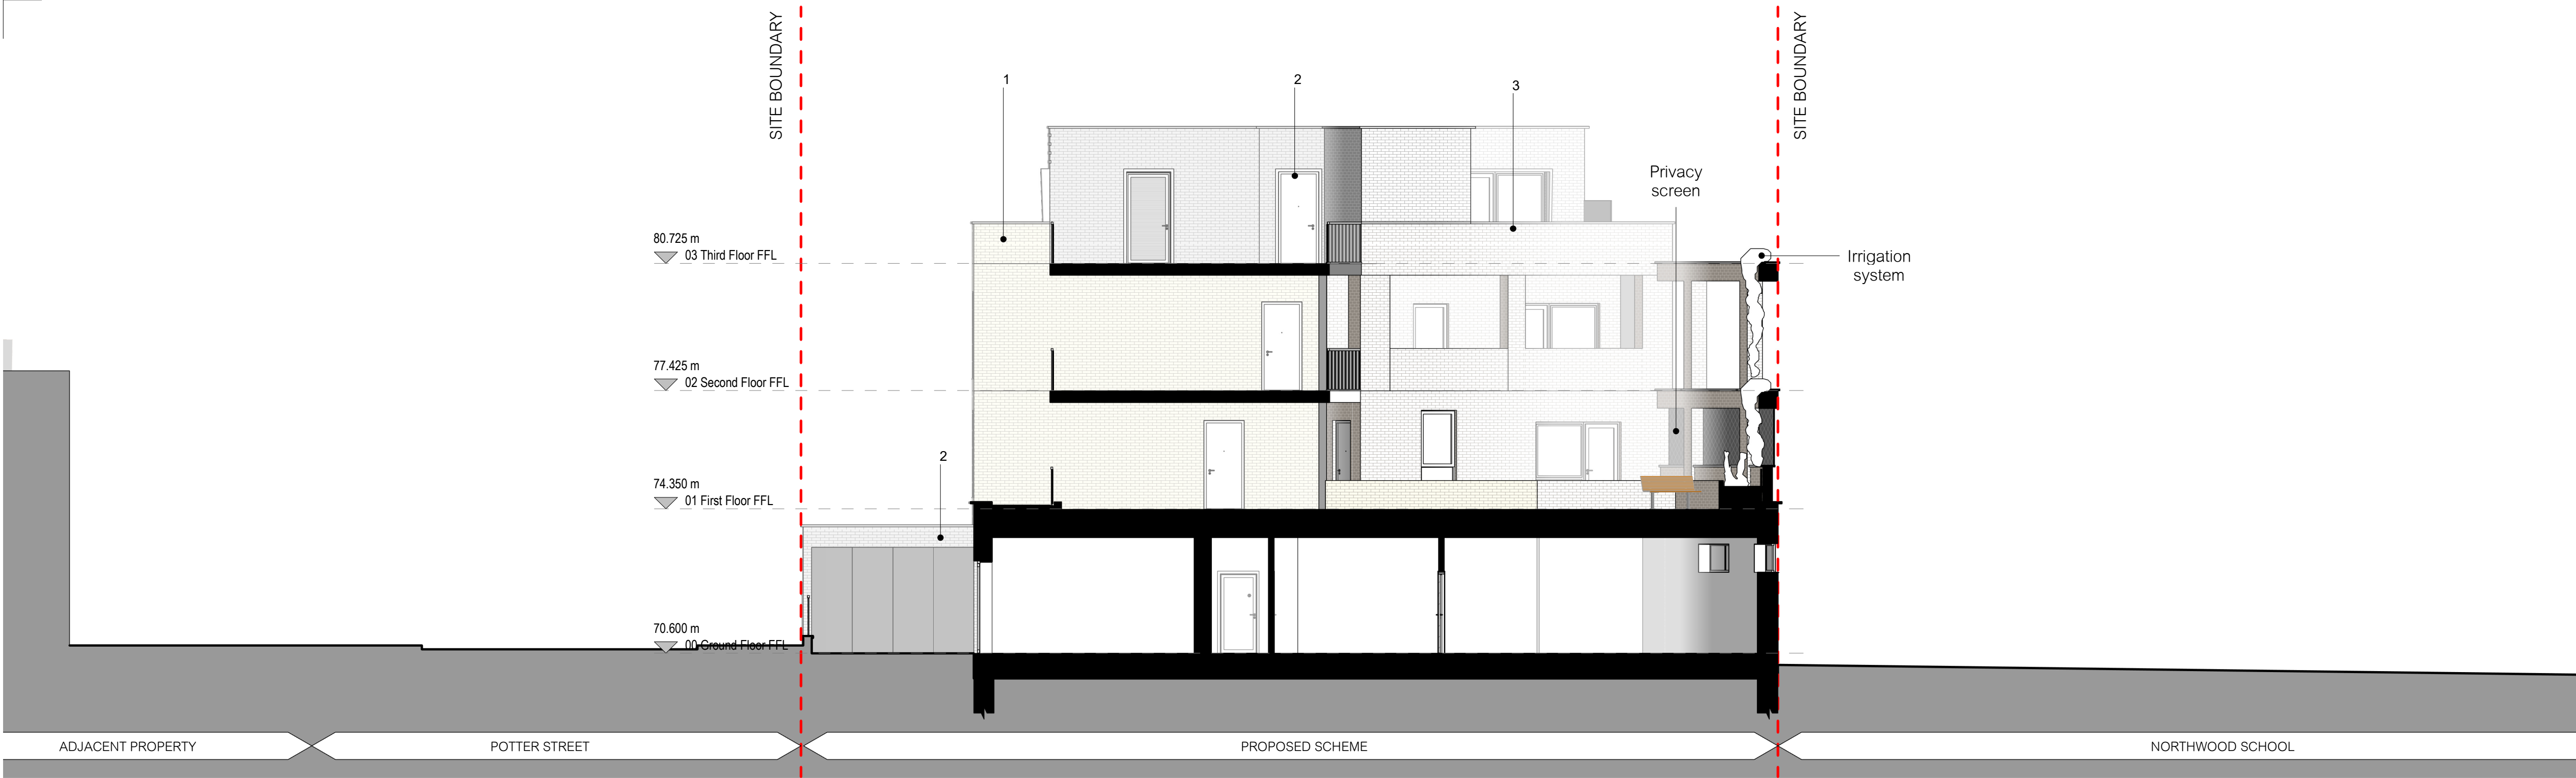 SITE BOUNDARY
SITE BOUNDARY
1
2
3
Privacy
screen
80.725 m
03 Third Floor FFL
Irrigation
system
77.425 m
02 Second Floor FFL
2
74.350 m
01 First Floor FFL
70.600 m
00 Ground Floor FFL
ADJACENT PROPERTY
POTTER STREET
PROPOSED SCHEME
NORTHWOOD SCHOOL